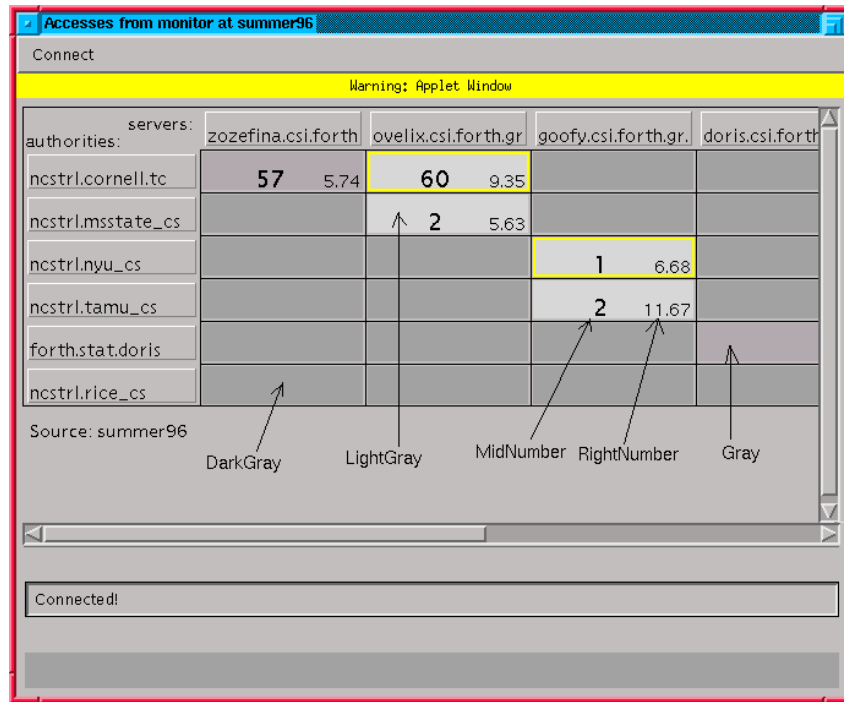 Accesses from monitor at summer96
Connect
Warning: Applet Window
servers:
authorities:
zozefina.csi.forth ovelix.csi.forth.gr goofy.csi.forth.gr. doris.csi.forth
ncstrl.cornell.tc 57 5.74 60 9.35
ncstrl.msstate_cs 2 5.63
ncstrl.nyu_cs 1 6.68
ncstrl.tamu_cs 2 11.67
forth.stat.doris
ncstrl.rice_cs
Source: summer96
DarkGray LightGray MidNumber RightNumber Gray
Connected!